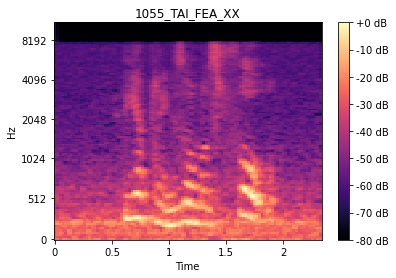 1055_TAI_FEA_XX
+0 dB
8192
-10 dB
4096
-20 dB
-30 dB
2048
Hz
-40 dB
1024
-50 dB
512
-60 dB
-70 dB
0
-80 dB
0 0.5 1 1.5 2
Time